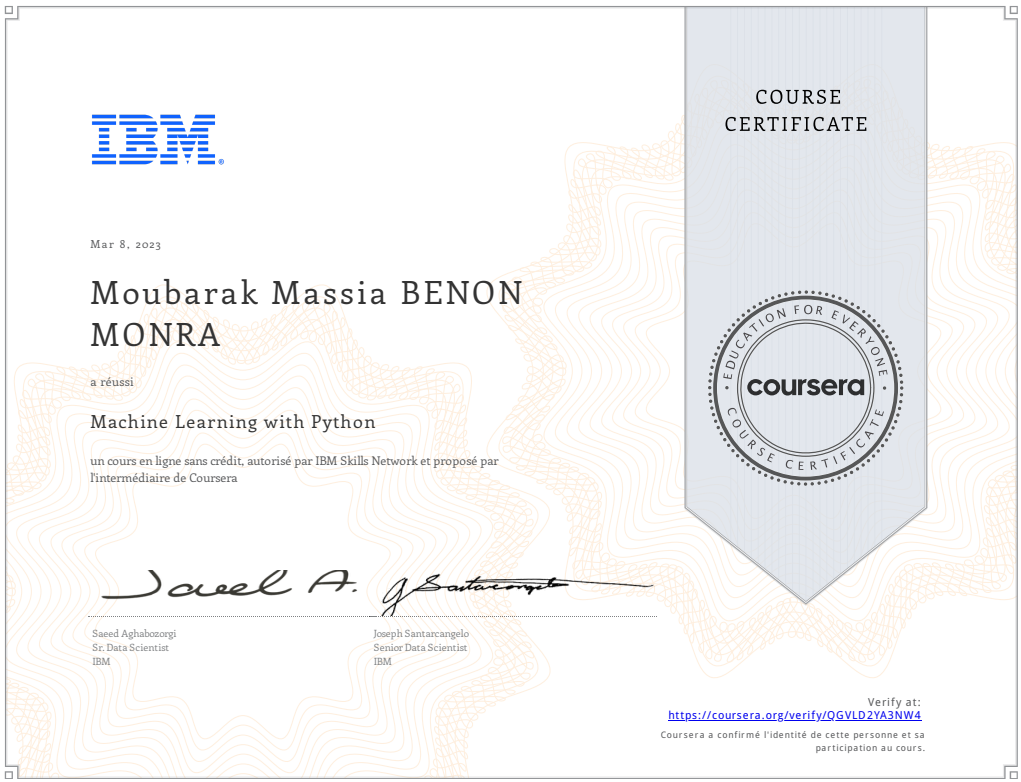 COURSE
CERTIFICATE
IBM®
Mar 8, 2023
Moubarak Massia BENON
MONRA
a réussi
Machine Learning with Python
un cours en ligne sans crédit, autorisé par IBM Skills Network et proposé par
l'intermédiaire de Coursera
EDUCATION FOR EVERYONE
coursera
COURSE CERTIFICATE
Saeed Aghabozorgi
Sr. Data Scientist
IBM
Joseph Santarcangelo
Senior Data Scientist
IBM
Verify at:
https://coursera.org/verify/QGVLD2YA3NW4
Coursera a confirmé l'identité de cette personne et sa
participation au cours.